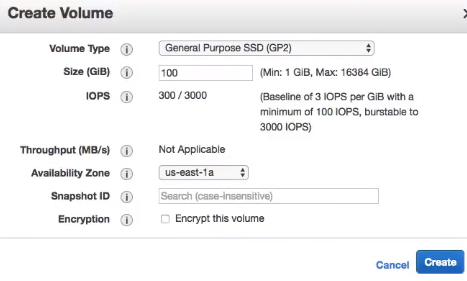 Create Volume
Volume Type i General Purpose SSD (GP2)
Size (GiB) i 100 (Min: 1 GiB, Max: 16384 GiB)
IOPS i 300 / 3000 (Baseline of 3 IOPS per GiB with a
minimum of 100 IOPS, burstable to
3000 IOPS)
Throughput (MB/s) i Not Applicable
Availability Zone i us-east-1a
Snapshot ID i Search (case-insensitive)
Encryption i Encrypt this volume
Cancel Create